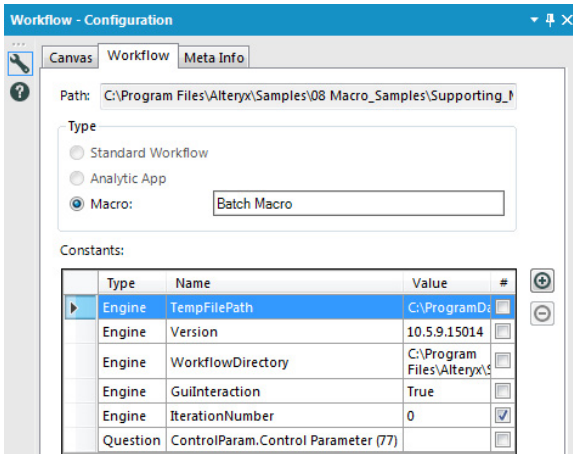 Workflow - Configuration
Canvas Workflow Meta Info
Path: C:\Program Files\Alteryx\Samples\08 Macro_Samples\Supporting_
Type
Standard Workflow
Analytic App
Macro: Batch Macro
Constants:
Type Name Value #
Engine TempFilePath C:\ProgramDa
Engine Version 10.5.9.15014
Engine WorkflowDirectory C:\Program
Files\Alteryx\S
Engine GuiInteraction True
Engine IterationNumber 0
Question ControlParam.Control Parameter (77)